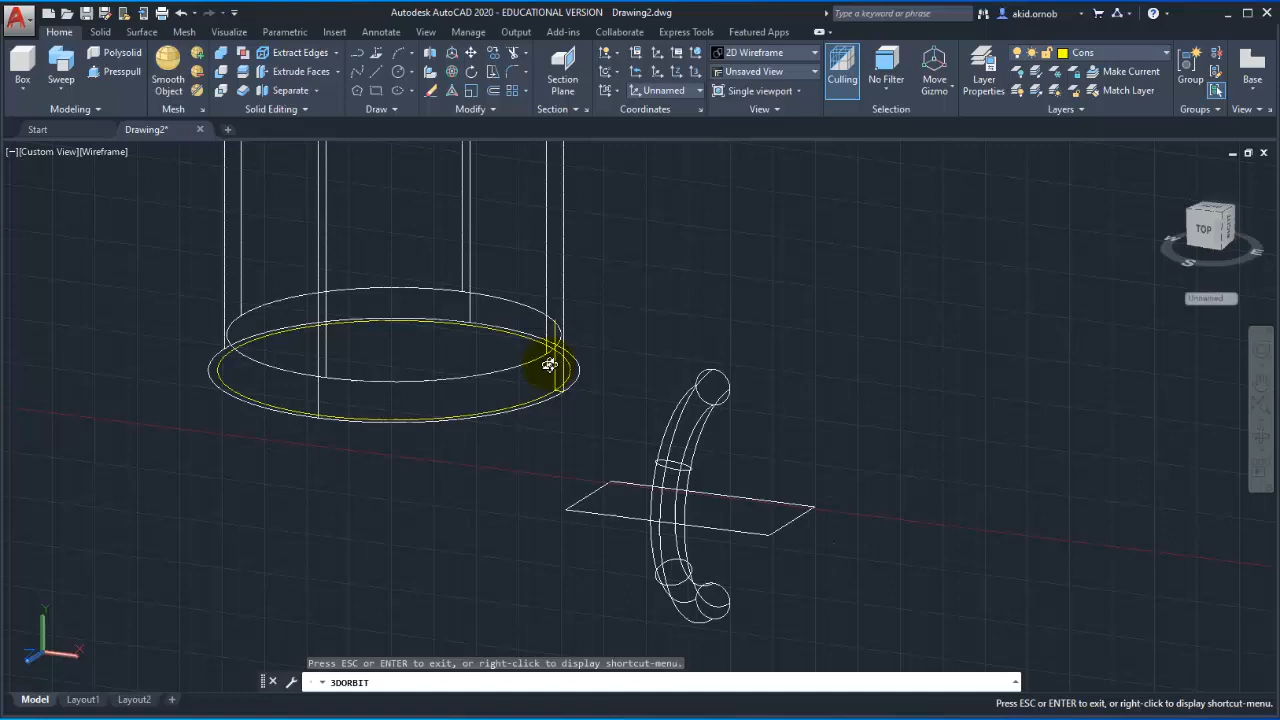 Autodesk AutoCAD 2020 - EDUCATIONAL VERSION Drawing2.dwg
Type a keyword or phrase
akid.ornob
Home Solid Surface Mesh Visualize Parametric Insert Annotate View Manage Output Add-ins Collaborate Express Tools Featured Apps
Box
Sweep
Polysolid
Presspull
Modeling
Smooth
Object
Mesh
Extract Edges
Extrude Faces
Separate
Solid Editing
Draw
Modify
Section
Plane
Section
Unnamed
Coordinates
2D Wireframe
Unsaved View
Single viewport
View
Culling
No Filter
Move
Gizmo
Selection
Layer
Properties
Cons
Make Current
Match Layer
Layers
Group
Groups
Base
View
Start
Drawing2*
[−][Custom View][Wireframe]
TOP
S
E
Unnamed
Y
X
Press ESC or ENTER to exit, or right-click to display shortcut-menu.
3DORBIT
Model Layout1 Layout2
Press ESC or ENTER to exit, or right-click to display shortcut-menu.